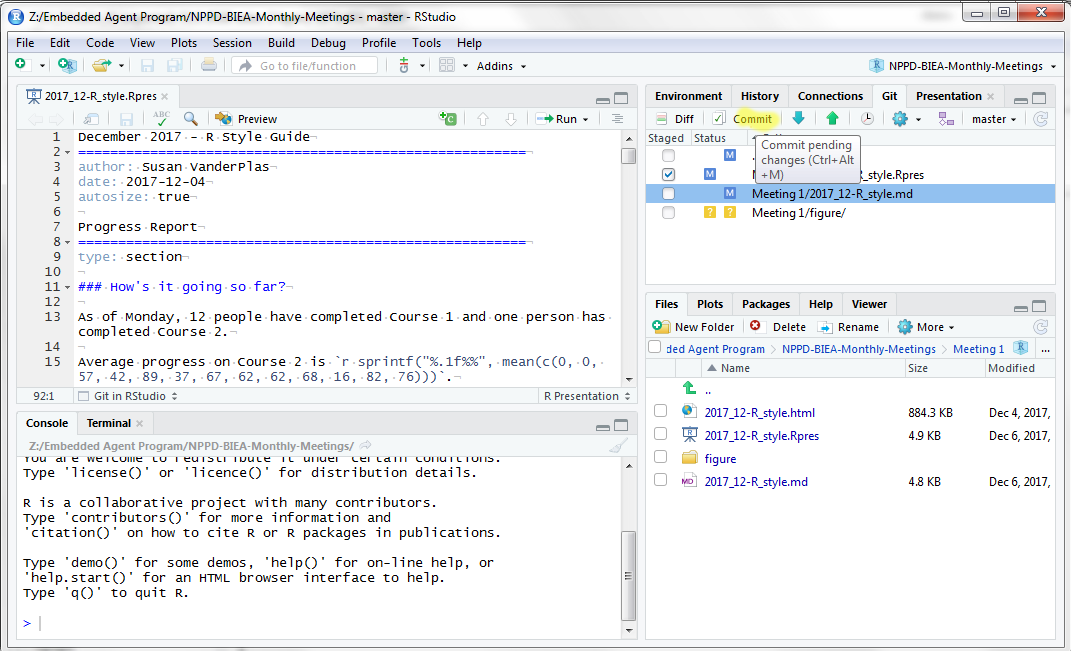 Z:/Embedded Agent Program/NPPD-BIEA-Monthly-Meetings - master - RStudio
File Edit Code View Plots Session Build Debug Profile Tools Help
Go to file/function Addins NPPD-BIEA-Monthly-Meetings
2017_12-R_style.Rpres
ABC Preview Run
1 December 2017 - R Style Guide
2 ========================================================
3 author: Susan VanderPlas
4 date: 2017-12-04
5 autosize: true
6
7 Progress Report
8 ========================================================
9 type: section
10
11 ### How's it going so far?
12
13 As of Monday, 12 people have completed Course 1 and one person has
completed Course 2.
14
15 Average progress on Course 2 is `r sprintf("%.1f%%", mean(c(0, 0,
57, 42, 89, 37, 67, 62, 62, 68, 16, 82, 76)))`.
92:1 Git in RStudio R Presentation
Console Terminal
Z:/Embedded Agent Program/NPPD-BIEA-Monthly-Meetings/
You are welcome to redistribute it under certain conditions.
Type 'license()' or 'licence()' for distribution details.
R is a collaborative project with many contributors.
Type 'contributors()' for more information and
'citation()' on how to cite R or R packages in publications.
Type 'demo()' for some demos, 'help()' for on-line help, or
'help.start()' for an HTML browser interface to help.
Type 'q()' to quit R.
>
Environment History Connections Git Presentation
Diff Commit master
Staged Status
M
M _style.Rpres
M Meeting 1/2017_12-R_style.md
? ? Meeting 1/figure/
Commit pending
changes (Ctrl+Alt
+M)
Files Plots Packages Help Viewer
New Folder Delete Rename More
ded Agent Program NPPD-BIEA-Monthly-Meetings Meeting 1 ...
Name Size Modified
..
2017_12-R_style.html 884.3 KB Dec 4, 2017,
2017_12-R_style.Rpres 4.9 KB Dec 6, 2017,
figure
MD 2017_12-R_style.md 4.8 KB Dec 6, 2017,